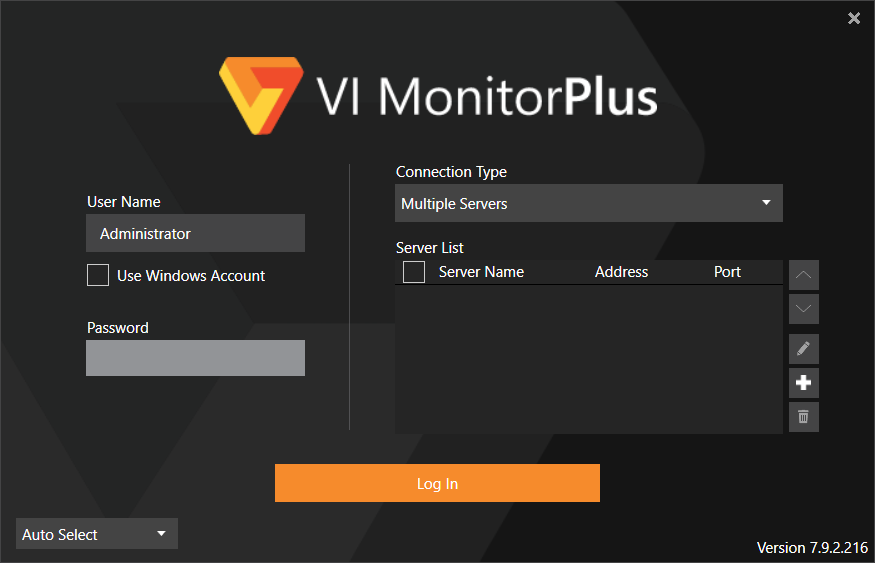 VI MonitorPlus
User Name
Administrator
Use Windows Account
Password
Connection Type
Multiple Servers
Server List
Server Name Address Port
Log In
Auto Select
Version 7.9.2.216